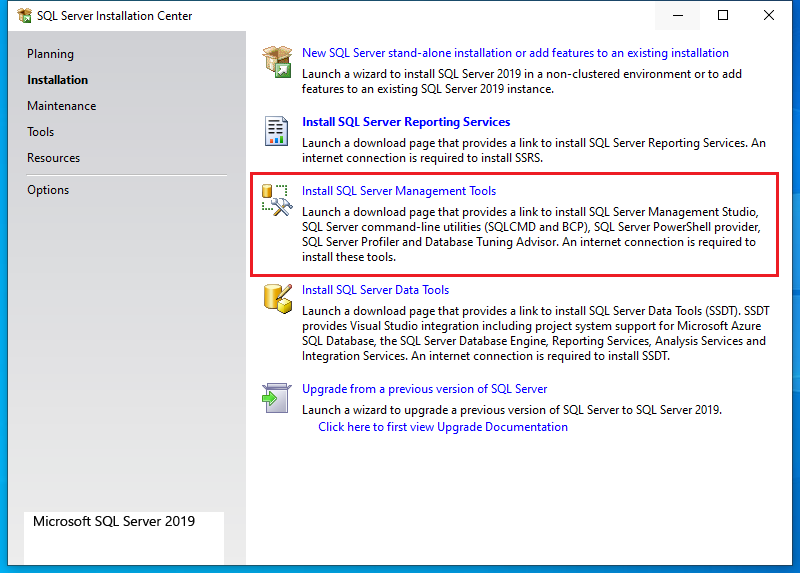 SQL Server Installation Center
Planning
Installation
Maintenance
Tools
Resources
Options
Microsoft SQL Server 2019
New SQL Server stand-alone installation or add features to an existing installation
Launch a wizard to install SQL Server 2019 in a non-clustered environment or to add
features to an existing SQL Server 2019 instance.
Install SQL Server Reporting Services
Launch a download page that provides a link to install SQL Server Reporting Services. An
internet connection is required to install SSRS.
Install SQL Server Management Tools
Launch a download page that provides a link to install SQL Server Management Studio,
SQL Server command-line utilities (SQLCMD and BCP), SQL Server PowerShell provider,
SQL Server Profiler and Database Tuning Advisor. An internet connection is required to
install these tools.
Install SQL Server Data Tools
Launch a download page that provides a link to install SQL Server Data Tools (SSDT). SSDT
provides Visual Studio integration including project system support for Microsoft Azure
SQL Database, the SQL Server Database Engine, Reporting Services, Analysis Services and
Integration Services. An internet connection is required to install SSDT.
Upgrade from a previous version of SQL Server
Launch a wizard to upgrade a previous version of SQL Server to SQL Server 2019.
Click here to first view Upgrade Documentation